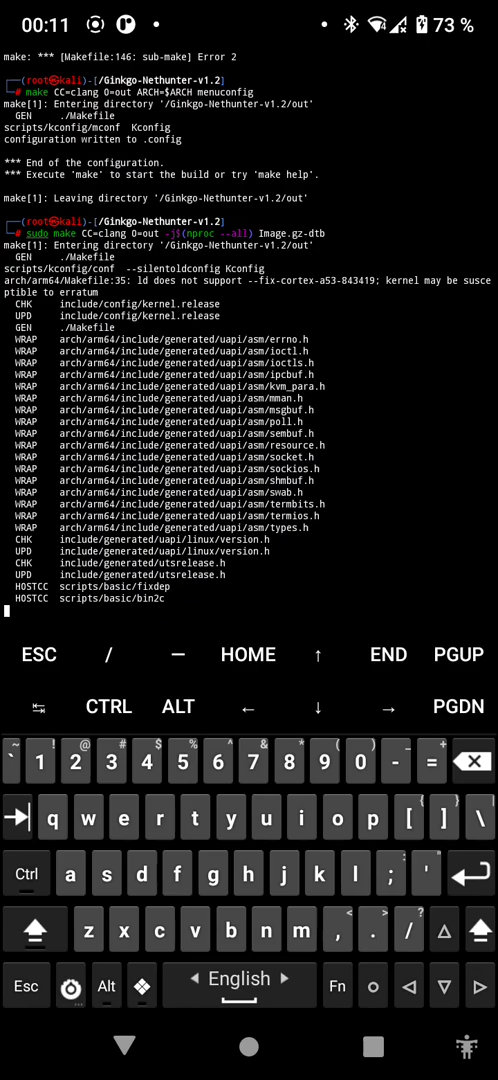 00:11 73 %
make: *** [Makefile:146: sub-make] Error 2
┌──(root㉿kali)-[/Ginkgo-Nethunter-v1.2]
└─# make CC=clang O=out ARCH=$ARCH menuconfig
make[1]: Entering directory '/Ginkgo-Nethunter-v1.2/out'
GEN ./Makefile
scripts/kconfig/mconf Kconfig
configuration written to .config
*** End of the configuration.
*** Execute 'make' to start the build or try 'make help'.
make[1]: Leaving directory '/Ginkgo-Nethunter-v1.2/out'
┌──(root㉿kali)-[/Ginkgo-Nethunter-v1.2]
└─# sudo make CC=clang O=out -j$(nproc --all) Image.gz-dtb
make[1]: Entering directory '/Ginkgo-Nethunter-v1.2/out'
GEN ./Makefile
scripts/kconfig/conf --silentoldconfig Kconfig
arch/arm64/Makefile:35: ld does not support --fix-cortex-a53-843419; kernel may be susce
ptible to erratum
CHK include/config/kernel.release
UPD include/config/kernel.release
GEN ./Makefile
WRAP arch/arm64/include/generated/uapi/asm/errno.h
WRAP arch/arm64/include/generated/uapi/asm/ioctl.h
WRAP arch/arm64/include/generated/uapi/asm/ioctls.h
WRAP arch/arm64/include/generated/uapi/asm/ipcbuf.h
WRAP arch/arm64/include/generated/uapi/asm/kvm_para.h
WRAP arch/arm64/include/generated/uapi/asm/mman.h
WRAP arch/arm64/include/generated/uapi/asm/msgbuf.h
WRAP arch/arm64/include/generated/uapi/asm/poll.h
WRAP arch/arm64/include/generated/uapi/asm/sembuf.h
WRAP arch/arm64/include/generated/uapi/asm/resource.h
WRAP arch/arm64/include/generated/uapi/asm/socket.h
WRAP arch/arm64/include/generated/uapi/asm/sockios.h
WRAP arch/arm64/include/generated/uapi/asm/shmbuf.h
WRAP arch/arm64/include/generated/uapi/asm/swab.h
WRAP arch/arm64/include/generated/uapi/asm/termbits.h
WRAP arch/arm64/include/generated/uapi/asm/termios.h
WRAP arch/arm64/include/generated/uapi/asm/types.h
CHK include/generated/uapi/linux/version.h
UPD include/generated/uapi/linux/version.h
CHK include/generated/utsrelease.h
UPD include/generated/utsrelease.h
HOSTCC scripts/basic/fixdep
HOSTCC scripts/basic/bin2c
ESC / — HOME ↑ END PGUP
↹ CTRL ALT ← ↓ → PGDN
~ ! @ # $ % ^ & * ( ) _ +
` 1 2 3 4 5 6 7 8 9 0 - =
{ } |
q w e r t y u i o p [ ] \
: "
Ctrl a s d f g h j k l ; '
< > ?
z x c v b n m , . /
Esc Alt English Fn